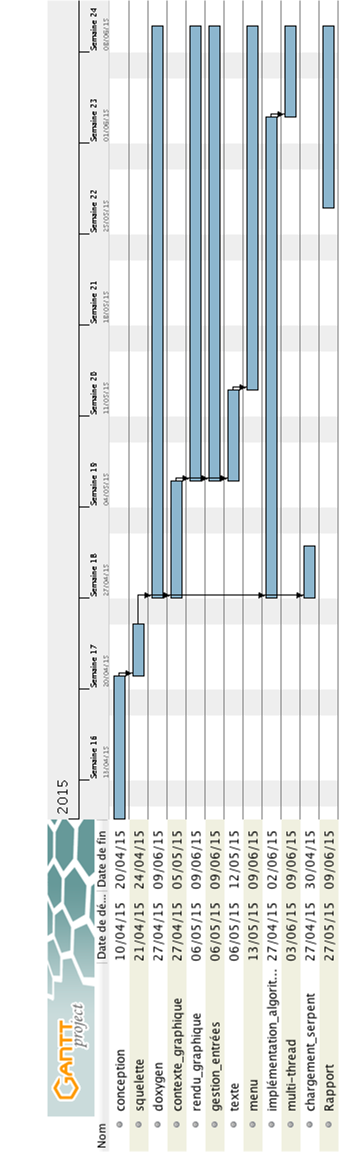 GANTT
project
2015
Nom Date de dé... Date de fin
Semaine 16 Semaine 17 Semaine 18 Semaine 19 Semaine 20 Semaine 21 Semaine 22 Semaine 23 Semaine 24
13/04/15 20/04/15 27/04/15 04/05/15 11/05/15 18/05/15 25/05/15 01/06/15 08/06/15
conception 10/04/15 20/04/15
squelette 21/04/15 24/04/15
doxygen 27/04/15 09/06/15
contexte_graphique 27/04/15 05/05/15
rendu_graphique 06/05/15 09/06/15
gestion_entrées 06/05/15 09/06/15
texte 06/05/15 12/05/15
menu 13/05/15 09/06/15
implémentation_algorit... 27/04/15 02/06/15
multi-thread 03/06/15 09/06/15
chargement_serpent 27/04/15 30/04/15
Rapport 27/05/15 09/06/15